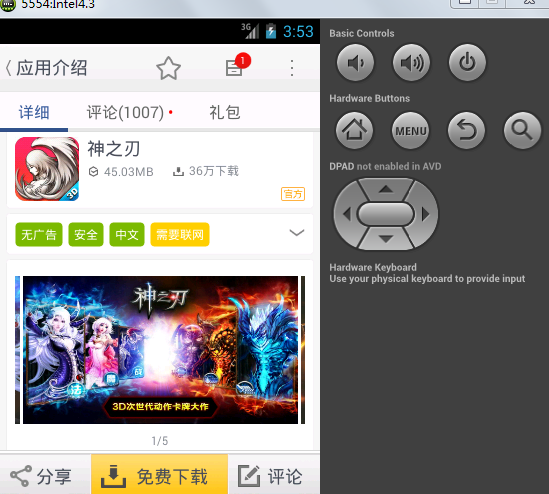 5554:Intel4.3
3G 3:53
应用介绍
1
详细 评论(1007) 礼包
神之刃
45.03MB 36万下载
3D
官方
无广告 安全 中文 需要联网
神之刃
法 牌 战
3D次世代动作卡牌大作
1/5
分享 免费下载 评论
Basic Controls
Hardware Buttons
MENU
DPAD not enabled in AVD
Hardware Keyboard
Use your physical keyboard to provide input